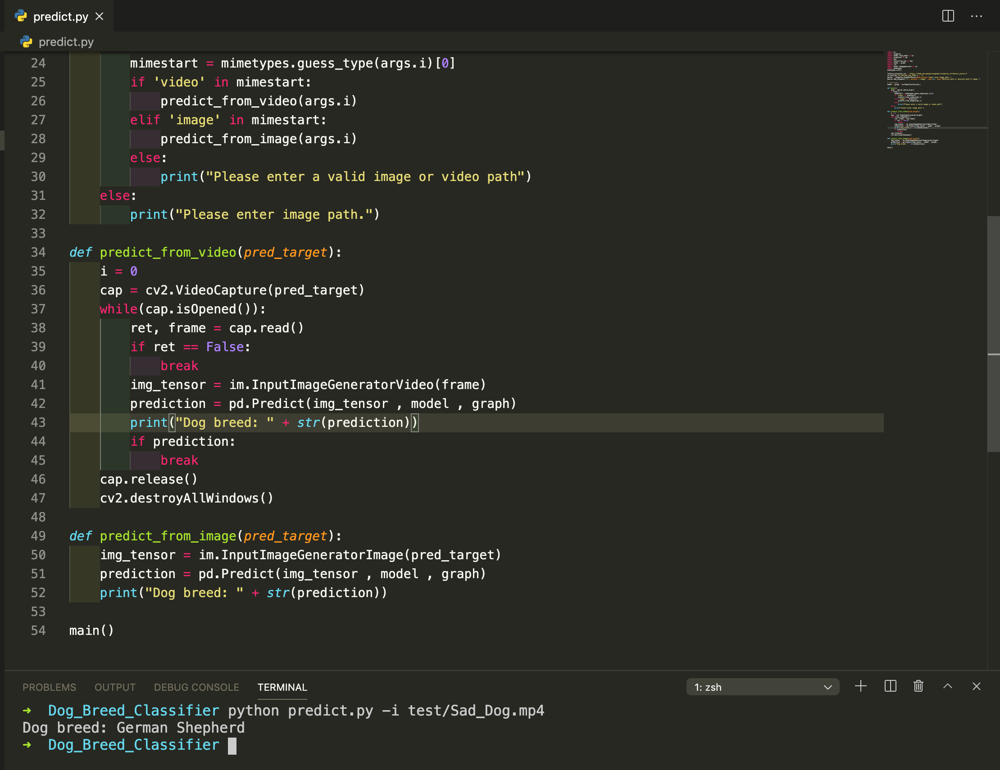 predict.py
predict.py
24 mimestart = mimetypes.guess_type(args.i)[0]
25 if 'video' in mimestart:
26 predict_from_video(args.i)
27 elif 'image' in mimestart:
28 predict_from_image(args.i)
29 else:
30 print("Please enter a valid image or video path")
31 else:
32 print("Please enter image path.")
33
34 def predict_from_video(pred_target):
35 i = 0
36 cap = cv2.VideoCapture(pred_target)
37 while(cap.isOpened()):
38 ret, frame = cap.read()
39 if ret == False:
40 break
41 img_tensor = im.InputImageGeneratorVideo(frame)
42 prediction = pd.Predict(img_tensor , model , graph)
43 print("Dog breed: " + str(prediction))
44 if prediction:
45 break
46 cap.release()
47 cv2.destroyAllWindows()
48
49 def predict_from_image(pred_target):
50 img_tensor = im.InputImageGeneratorImage(pred_target)
51 prediction = pd.Predict(img_tensor , model , graph)
52 print("Dog breed: " + str(prediction))
53
54 main()
PROBLEMS OUTPUT DEBUG CONSOLE TERMINAL 1: zsh
➜ Dog_Breed_Classifier python predict.py -i test/Sad_Dog.mp4
Dog breed: German Shepherd
➜ Dog_Breed_Classifier